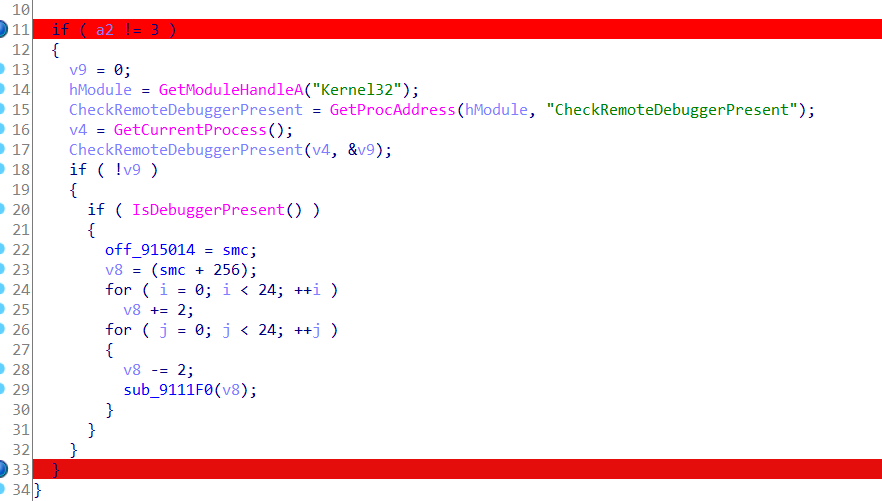 10
11 if ( a2 != 3 )
12 {
13 v9 = 0;
14 hModule = GetModuleHandleA("Kernel32");
15 CheckRemoteDebuggerPresent = GetProcAddress(hModule, "CheckRemoteDebuggerPresent");
16 v4 = GetCurrentProcess();
17 CheckRemoteDebuggerPresent(v4, &v9);
18 if ( !v9 )
19 {
20 if ( IsDebuggerPresent() )
21 {
22 off_915014 = smc;
23 v8 = (smc + 256);
24 for ( i = 0; i < 24; ++i )
25 v8 += 2;
26 for ( j = 0; j < 24; ++j )
27 {
28 v8 -= 2;
29 sub_9111F0(v8);
30 }
31 }
32 }
33 }
34 }